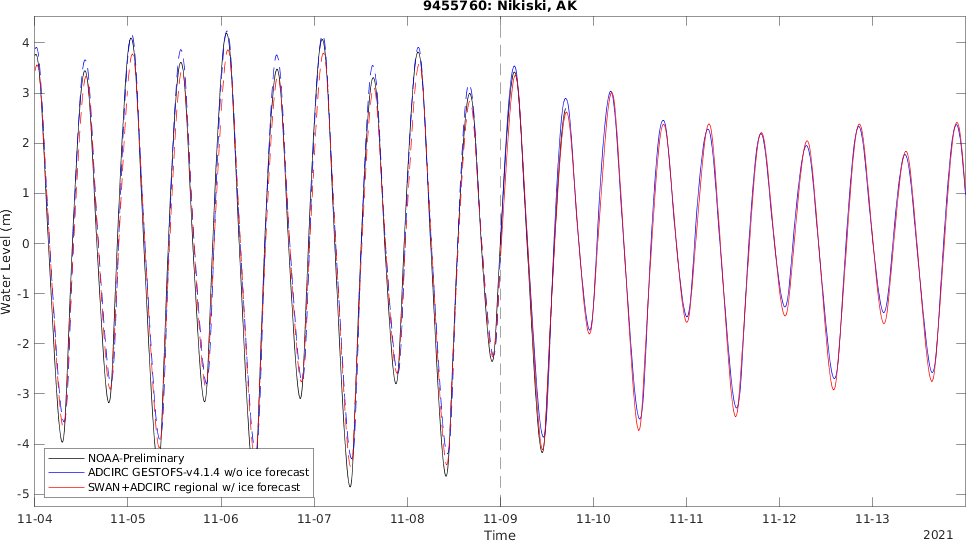 9455760: Nikiski, AK
4
3
2
1
0
-1
-2
-3
-4
-5
Water Level (m)
NOAA-Preliminary
ADCIRC GESTOFS-v4.1.4 w/o ice forecast
SWAN+ADCIRC regional w/ ice forecast
11-04 11-05 11-06 11-07 11-08 11-09 11-10 11-11 11-12 11-13
Time
2021